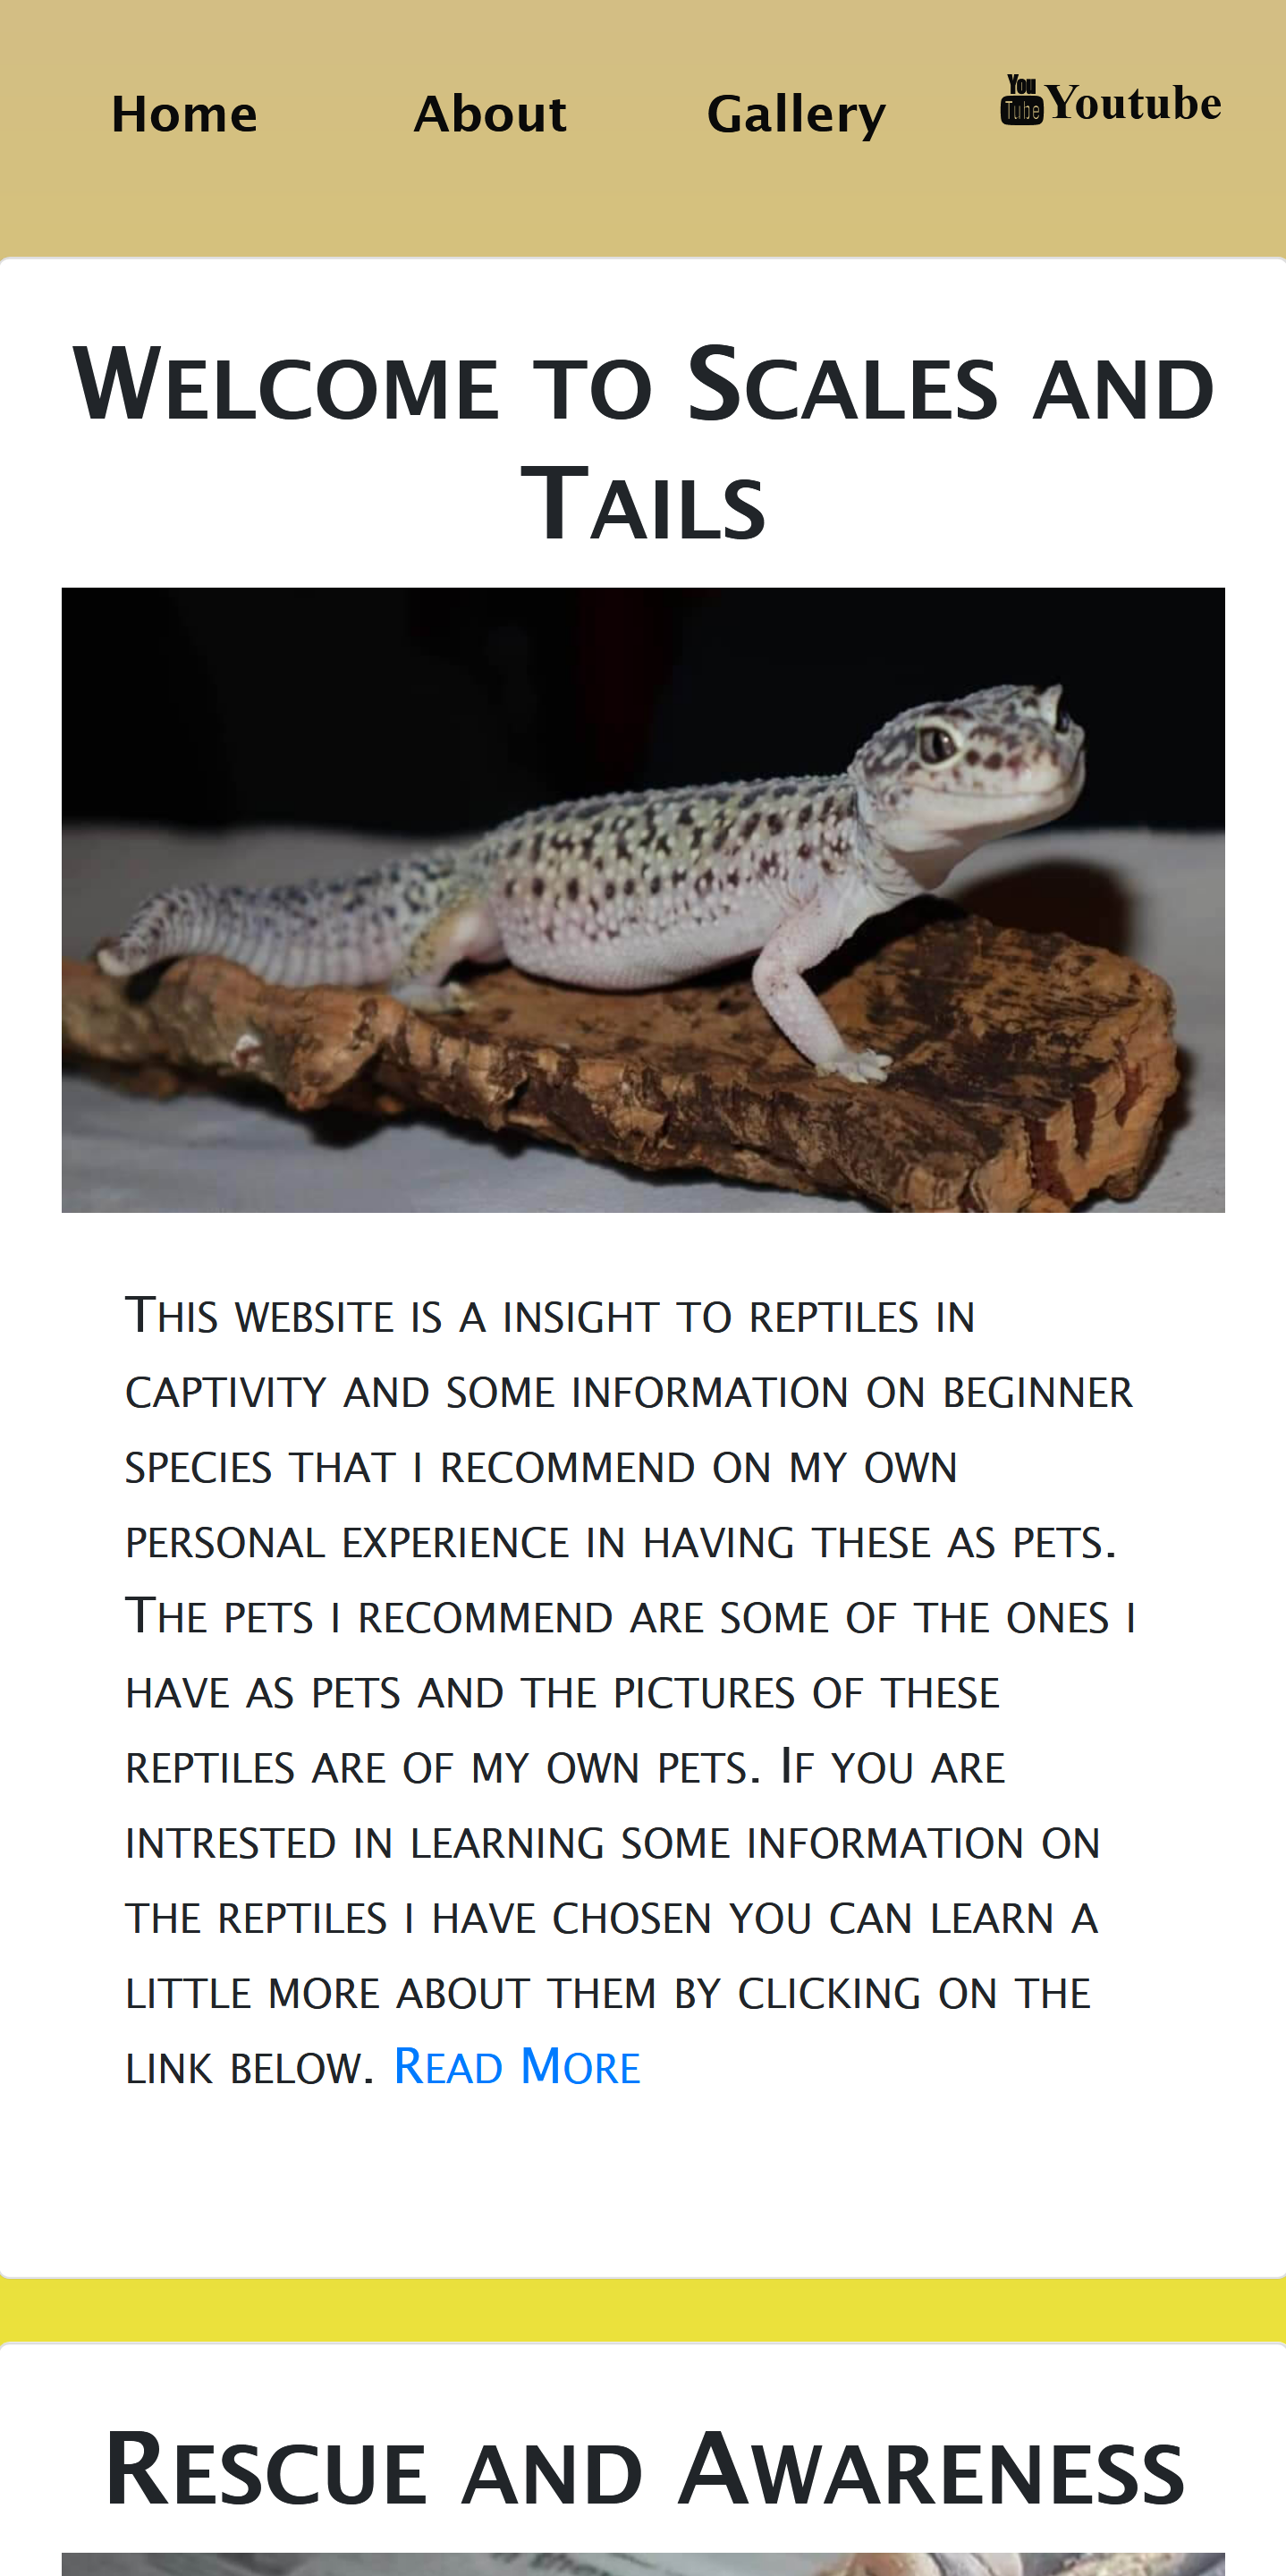 Home About Gallery You Tube Youtube
Welcome to Scales and
Tails
This website is a insight to reptiles in
captivity and some information on beginner
species that i recommend on my own
personal experience in having these as pets.
The pets i recommend are some of the ones i
have as pets and the pictures of these
reptiles are of my own pets. If you are
intrested in learning some information on
the reptiles i have chosen you can learn a
little more about them by clicking on the
link below. Read More
Rescue and Awareness